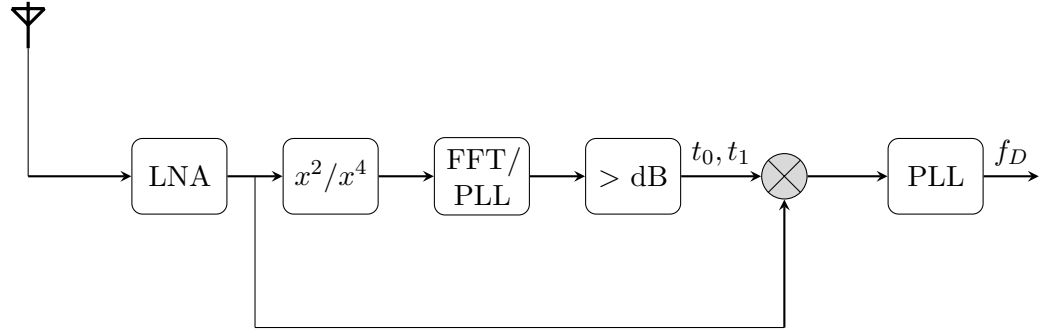 LNA
x²/x⁴
FFT/
PLL
> dB
t₀, t₁
PLL
f_D